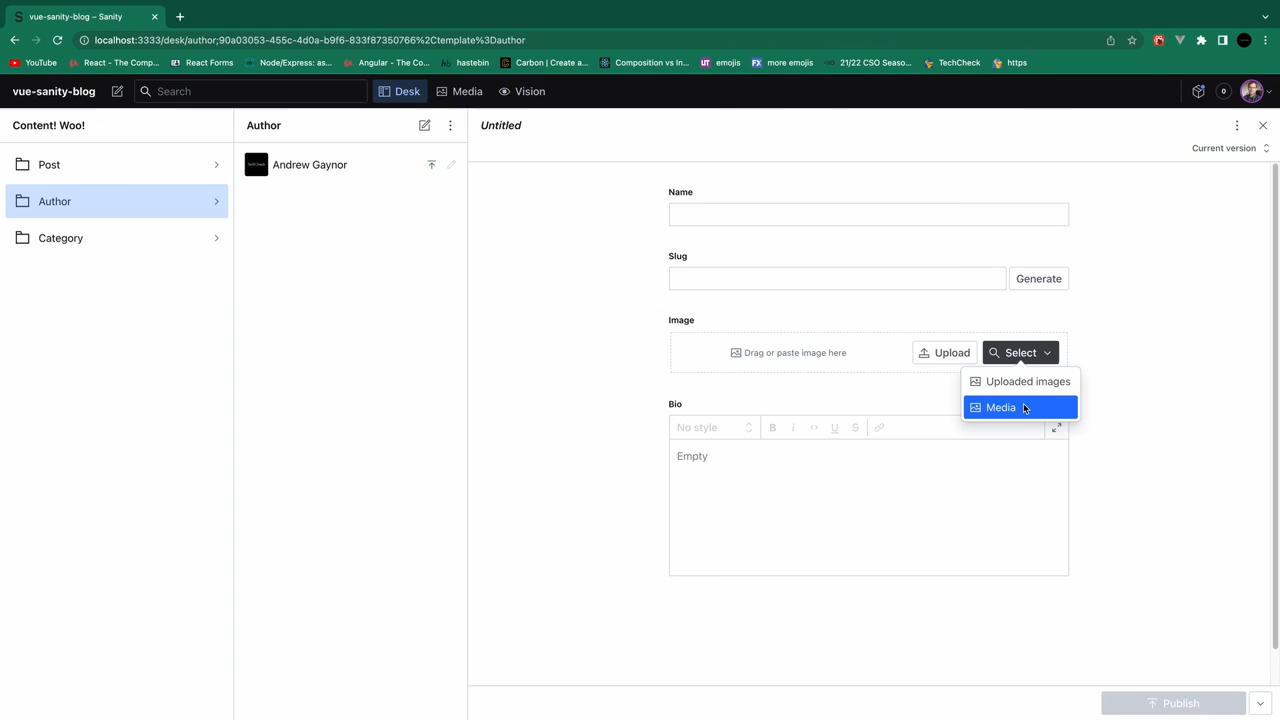 vue-sanity-blog – Sanity
localhost:3333/desk/author;90a03053-455c-4d0a-b9f6-833f87350766%2Ctemplate%3Dauthor
YouTube
React - The Comp...
React Forms
Node/Express: as...
Angular - The Co...
hastebin
Carbon | Create a...
Composition vs In...
UT emojis
FX more emojis
21/22 CSO Seaso...
TechCheck
https
vue-sanity-blog
Search
Desk
Media
Vision
0
Content! Woo!
Author
Untitled
Current version
Post
Author
Category
Andrew Gaynor
Name
Slug
Generate
Image
Drag or paste image here
Upload
Select
Uploaded images
Media
Bio
No style
B i U S
Empty
Publish